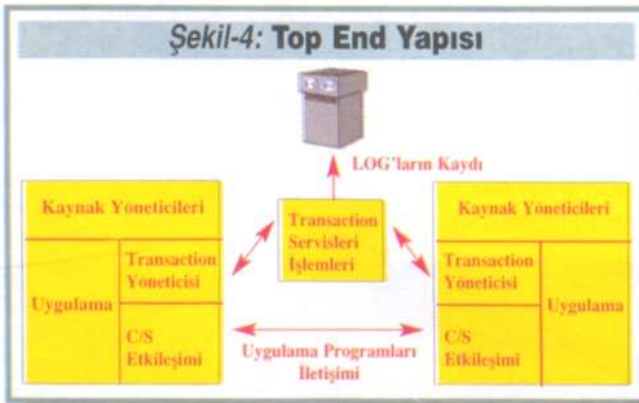 Şekil-4: Top End Yapısı
LOG'ların Kaydı
Kaynak Yöneticileri
Uygulama
Transaction
Yöneticisi
C/S
Etkileşimi
Transaction
Servisleri
İşlemleri
Kaynak Yöneticileri
Transaction
Yöneticisi
C/S
Etkileşimi
Uygulama
Uygulama Programları
İletişimi